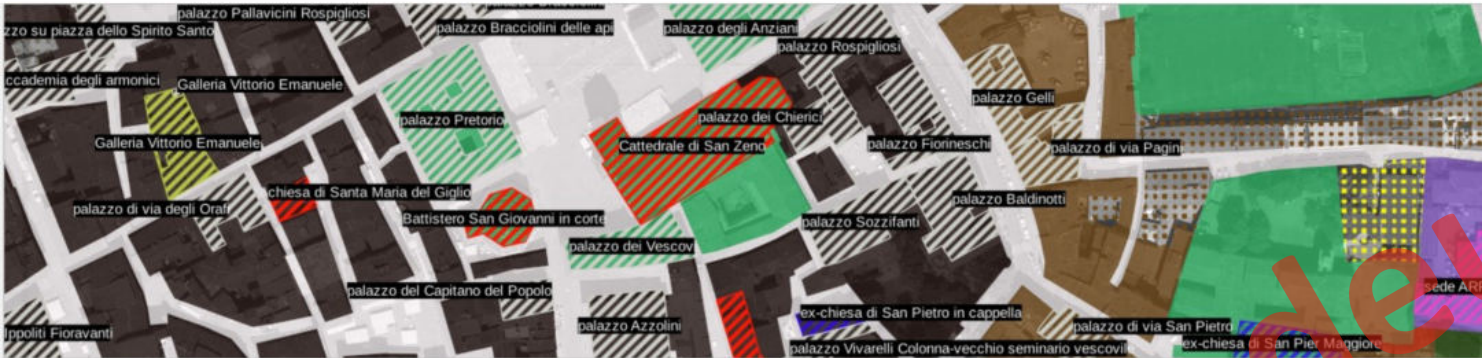 palazzo Pallavicini Rospigliosi
zzo su piazza dello Spirito Santo
palazzo Bracciolini delle api
palazzo degli Anziani
palazzo Rospigliosi
ccademia degli armonici
Galleria Vittorio Emanuele
palazzo Gelli
palazzo Pretorio
palazzo dei Chierici
Galleria Vittorio Emanuele
Cattedrale di San Zeno
palazzo Fiorineschi
palazzo di via Pagini
chiesa di Santa Maria del Giglio
palazzo di via degli Orafi
palazzo Baldinotti
Battistero San Giovanni in corte
palazzo Sozzifanti
palazzo dei Vescov
palazzo del Capitano del Popolo
sede ARP
ex-chiesa di San Pietro in cappella
Ippoliti Fioravanti
palazzo Azzolini
palazzo di via San Pietro
ex-chiesa di San Pier Maggiore
palazzo Vivarelli Colonna-vecchio seminario vescovile
der